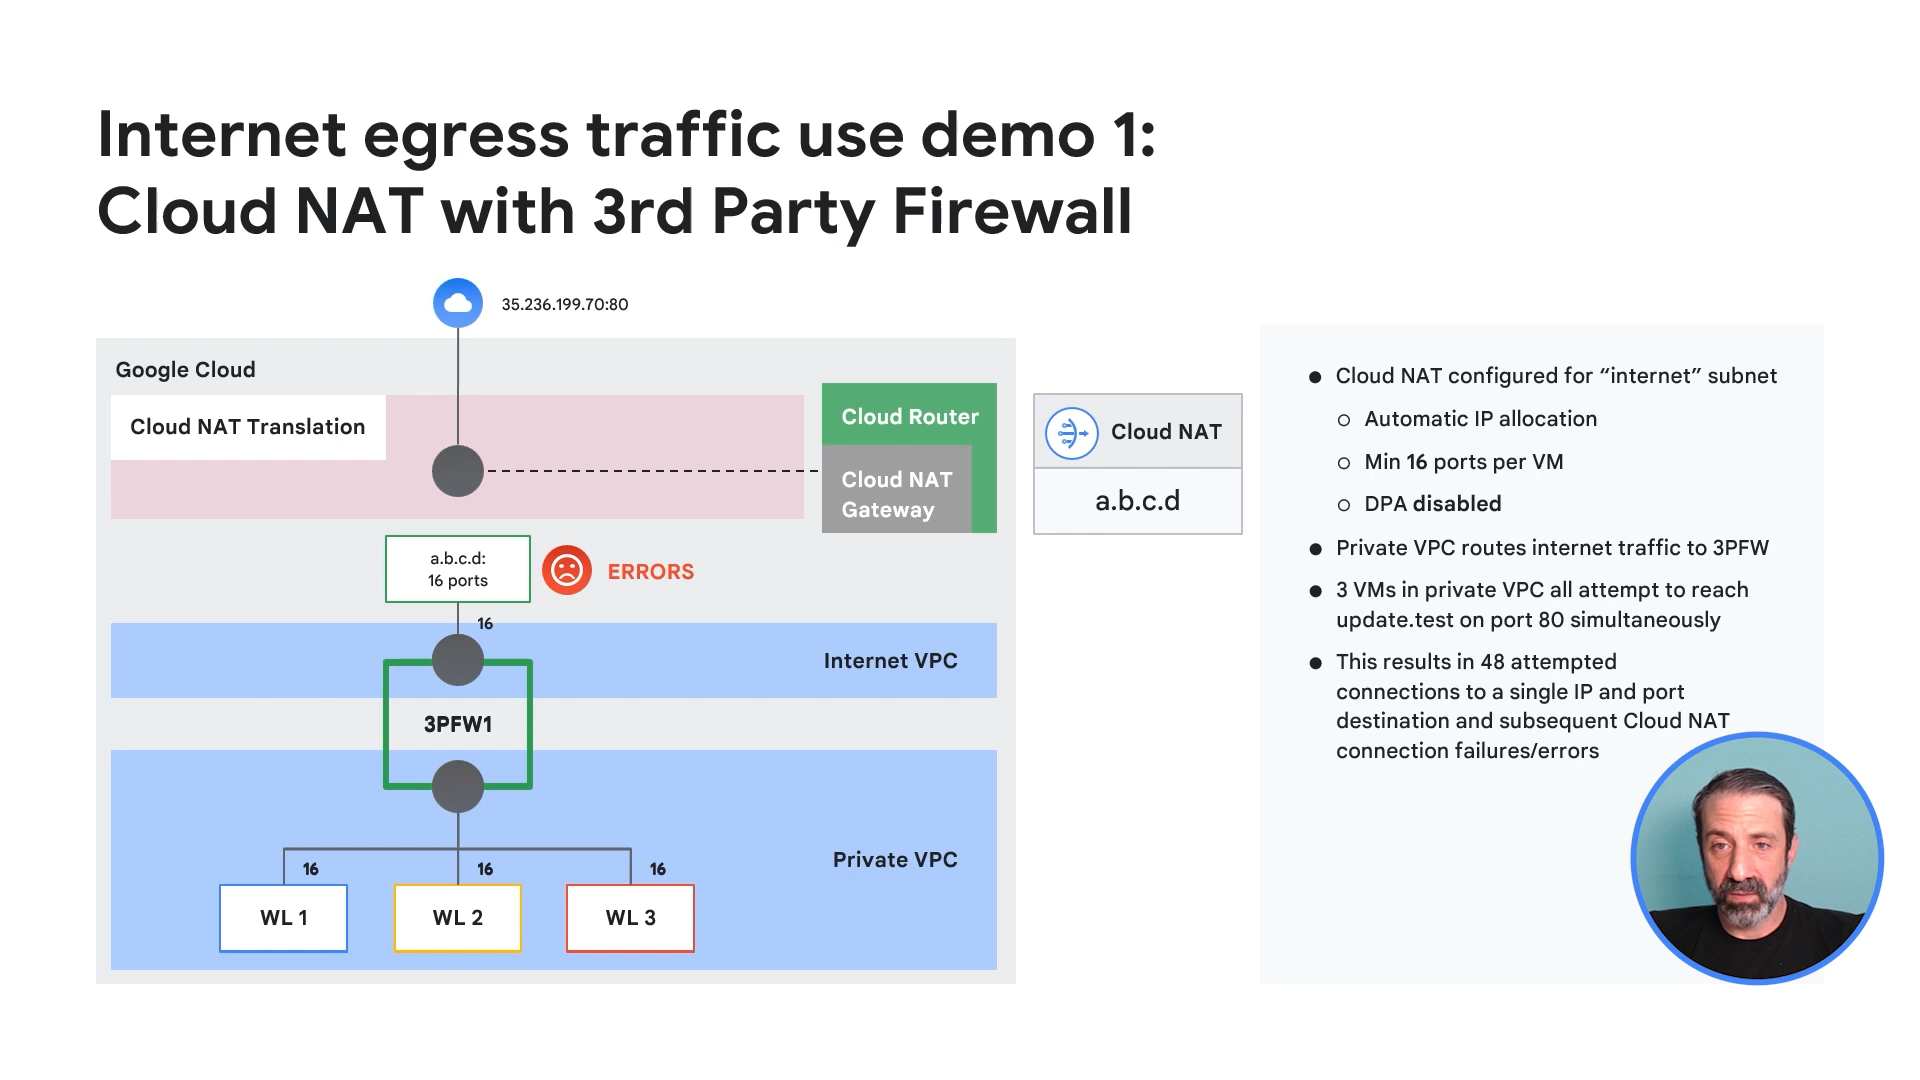 Internet egress traffic use demo 1:
Cloud NAT with 3rd Party Firewall
35.236.199.70:80
Google Cloud
Cloud NAT Translation
Cloud Router
Cloud NAT
Gateway
Cloud NAT
a.b.c.d
a.b.c.d:
16 ports
ERRORS
16
Internet VPC
3PFW1
Private VPC
16
16
16
WL 1
WL 2
WL 3
● Cloud NAT configured for “internet” subnet
○ Automatic IP allocation
○ Min 16 ports per VM
○ DPA disabled
● Private VPC routes internet traffic to 3PFW
● 3 VMs in private VPC all attempt to reach
update.test on port 80 simultaneously
● This results in 48 attempted
connections to a single IP and port
destination and subsequent Cloud NAT
connection failures/errors